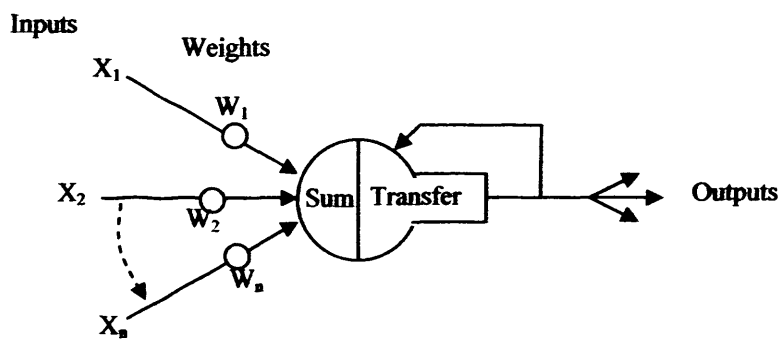 Inputs
Weights
X₁
W₁
X₂
W₂
Sum
Transfer
Outputs
Wₙ
Xₙ